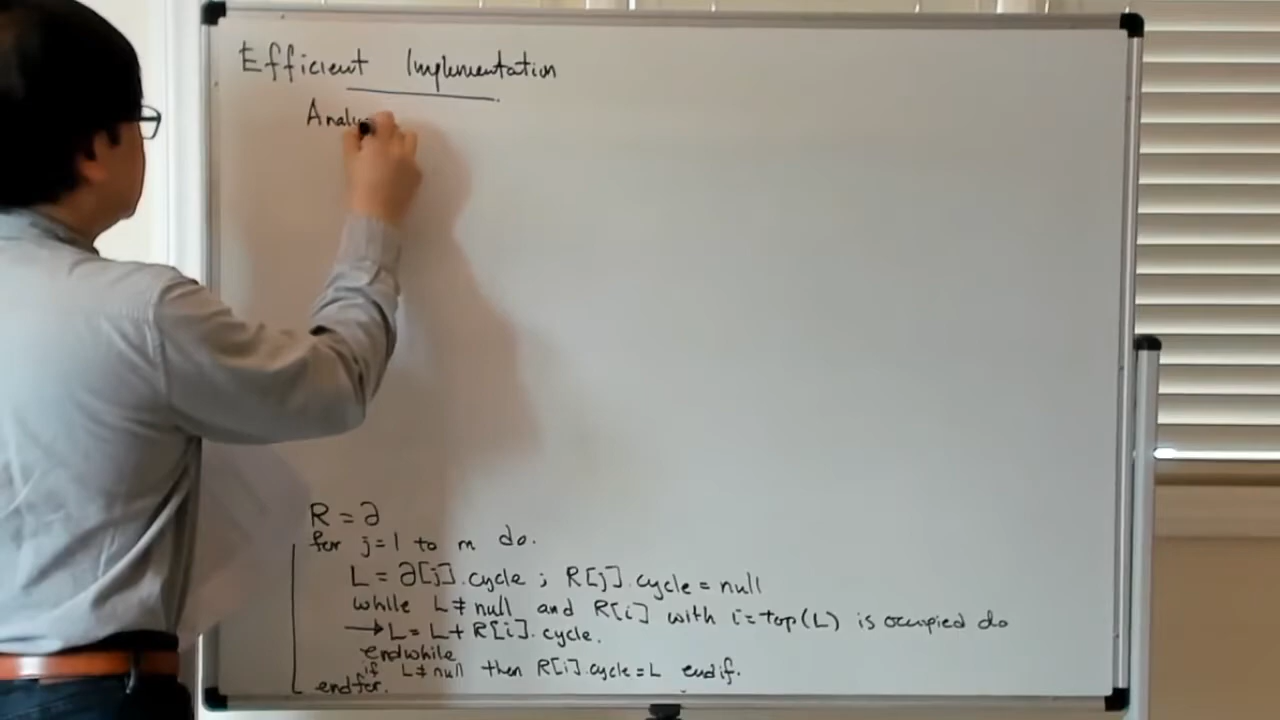 Efficient Implementation
Analy
R = ∂
for j=1 to m do.
L = ∂[j].cycle ; R[j].cycle = null
while L ≠ null and R[i] with i=top(L) is occupied do
→ L = L + R[i].cycle.
endwhile
if L ≠ null then R[i].cycle = L endif.
endfor.